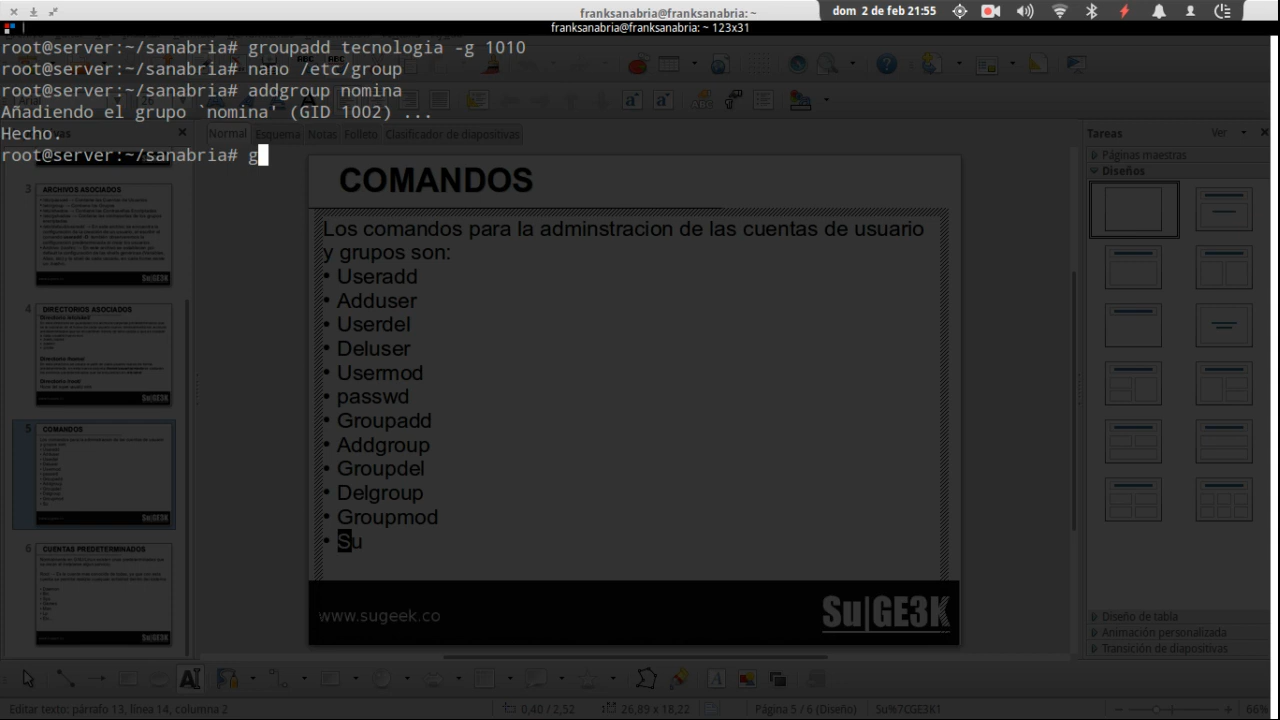 franksanabria@franksanabria: ~
dom 2 de feb 21:55
franksanabria@franksanabria: ~ 123x31
root@server:~/sanabria# groupadd tecnologia -g 1010
root@server:~/sanabria# nano /etc/group
root@server:~/sanabria# addgroup nomina
Añadiendo el grupo `nomina' (GID 1002) ...
Hecho.
root@server:~/sanabria# g
Normal Esquema Notas Folleto Clasificador de diapositivas
Tareas Ver
Páginas maestras
Diseños
3 ARCHIVOS ASOCIADOS
4 DIRECTORIOS ASOCIADOS
5 COMANDOS
6 CUENTAS PREDETERMINADOS
COMANDOS
Los comandos para la adminstracion de las cuentas de usuario
y grupos son:
• Useradd
• Adduser
• Userdel
• Deluser
• Usermod
• passwd
• Groupadd
• Addgroup
• Groupdel
• Delgroup
• Groupmod
• Su
www.sugeek.co
Su|GE3K
Diseño de tabla
Animación personalizada
Transición de diapositivas
Editar texto: párrafo 13, línea 14, columna 2
0,40 / 2,52
26,89 x 18,22
Página 5 / 6 (Diseño)
Su%7CGE3K1
66%